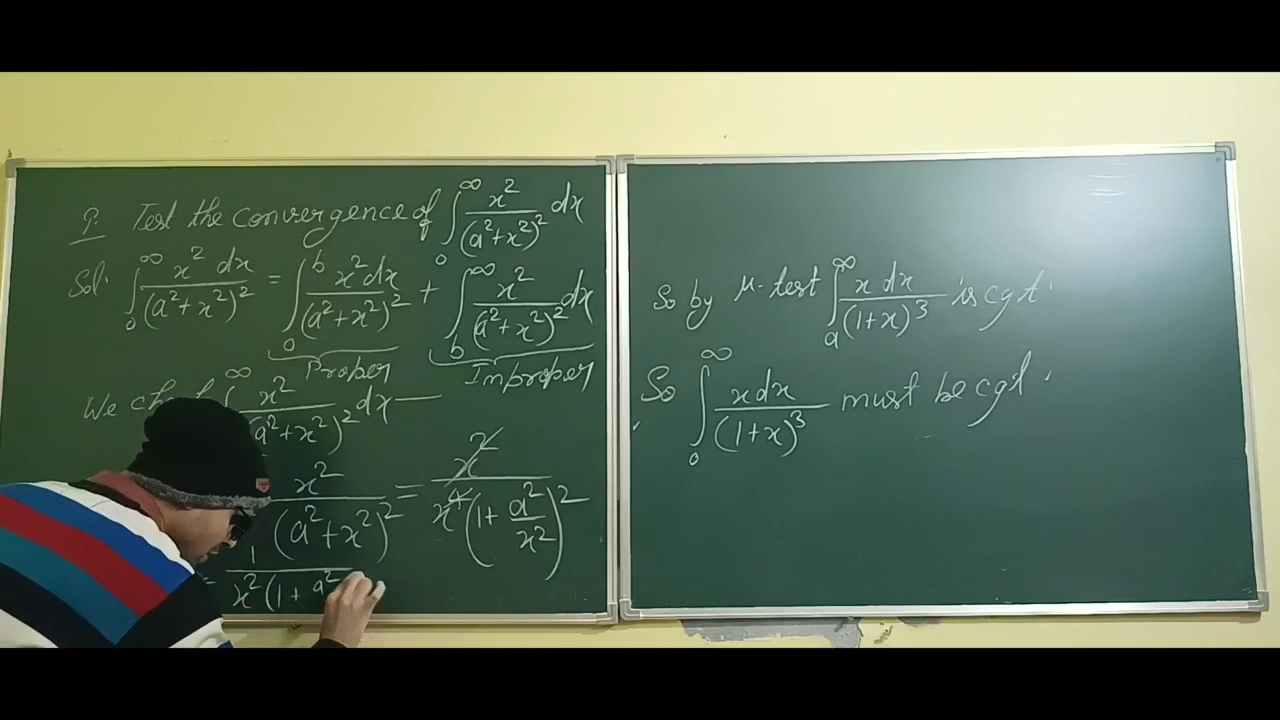 Q. Test the convergence of ∫₀^∞ x²/(a²+x²)² dx
Sol. ∫₀^∞ x² dx/(a²+x²)² = ∫₀^b x² dx/(a²+x²)² + ∫_b^∞ x²/(a²+x²)² dx
Proper Improper
We ∫^∞ x²/(a²+x²)² dx —
x²/(a²+x²)² = x²/x⁴(1+a²/x²)²
= 1/x²(1+a²
So by μ-test ∫ₐ^∞ x dx/(1+x)³ is cgt.
So ∫₀^∞ x dx/(1+x)³ must be cgt.